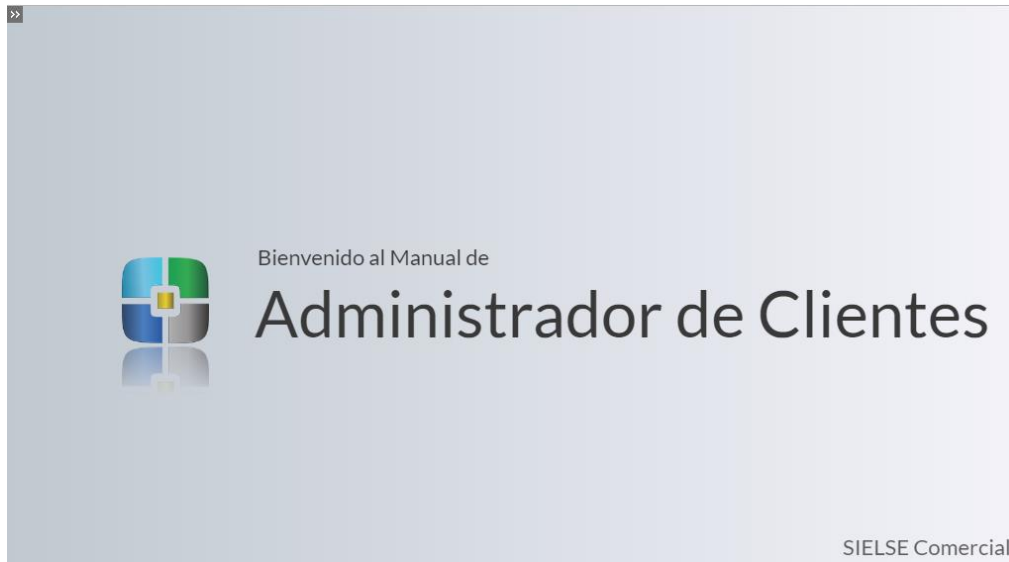 »
Bienvenido al Manual de
Administrador de Clientes
SIELSE Comercial